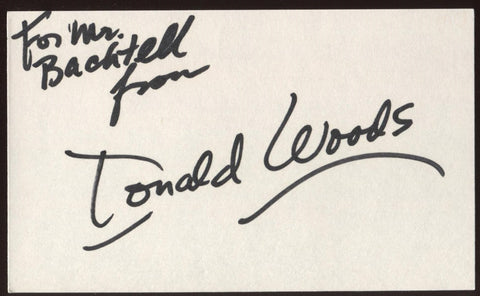 For Mr.
Bachtell
from
Donald Woods